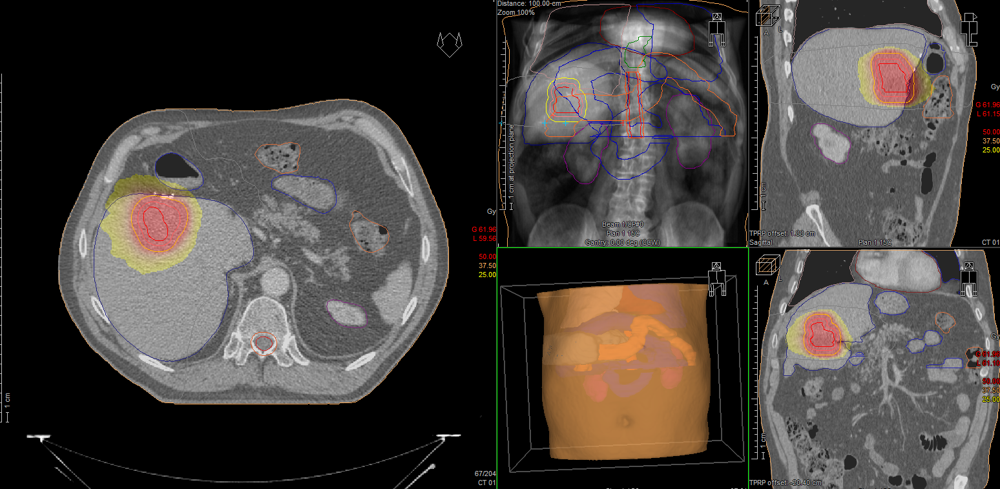 Gy
G 61.96
L 59.56
50.00
37.50
25.00
1 cm
67/204
CT 01
Distance: 100.00 cm
Zoom 100%
1 cm at projection plane
Beam 1/CP#0
Plan 1 15C
Gantry: 0.00 deg (CCW)
A
L
Gy
G 61.96
L 61.15
50.00
37.50
25.00
1 cm
TPRP offset: 1.88 cm
Sagittal
Plan 1 15C
CT 01
A
L
Gy
G 61.96
L 61.16
50.00
37.50
25.00
1 cm
TPRP offset: -20.40 cm